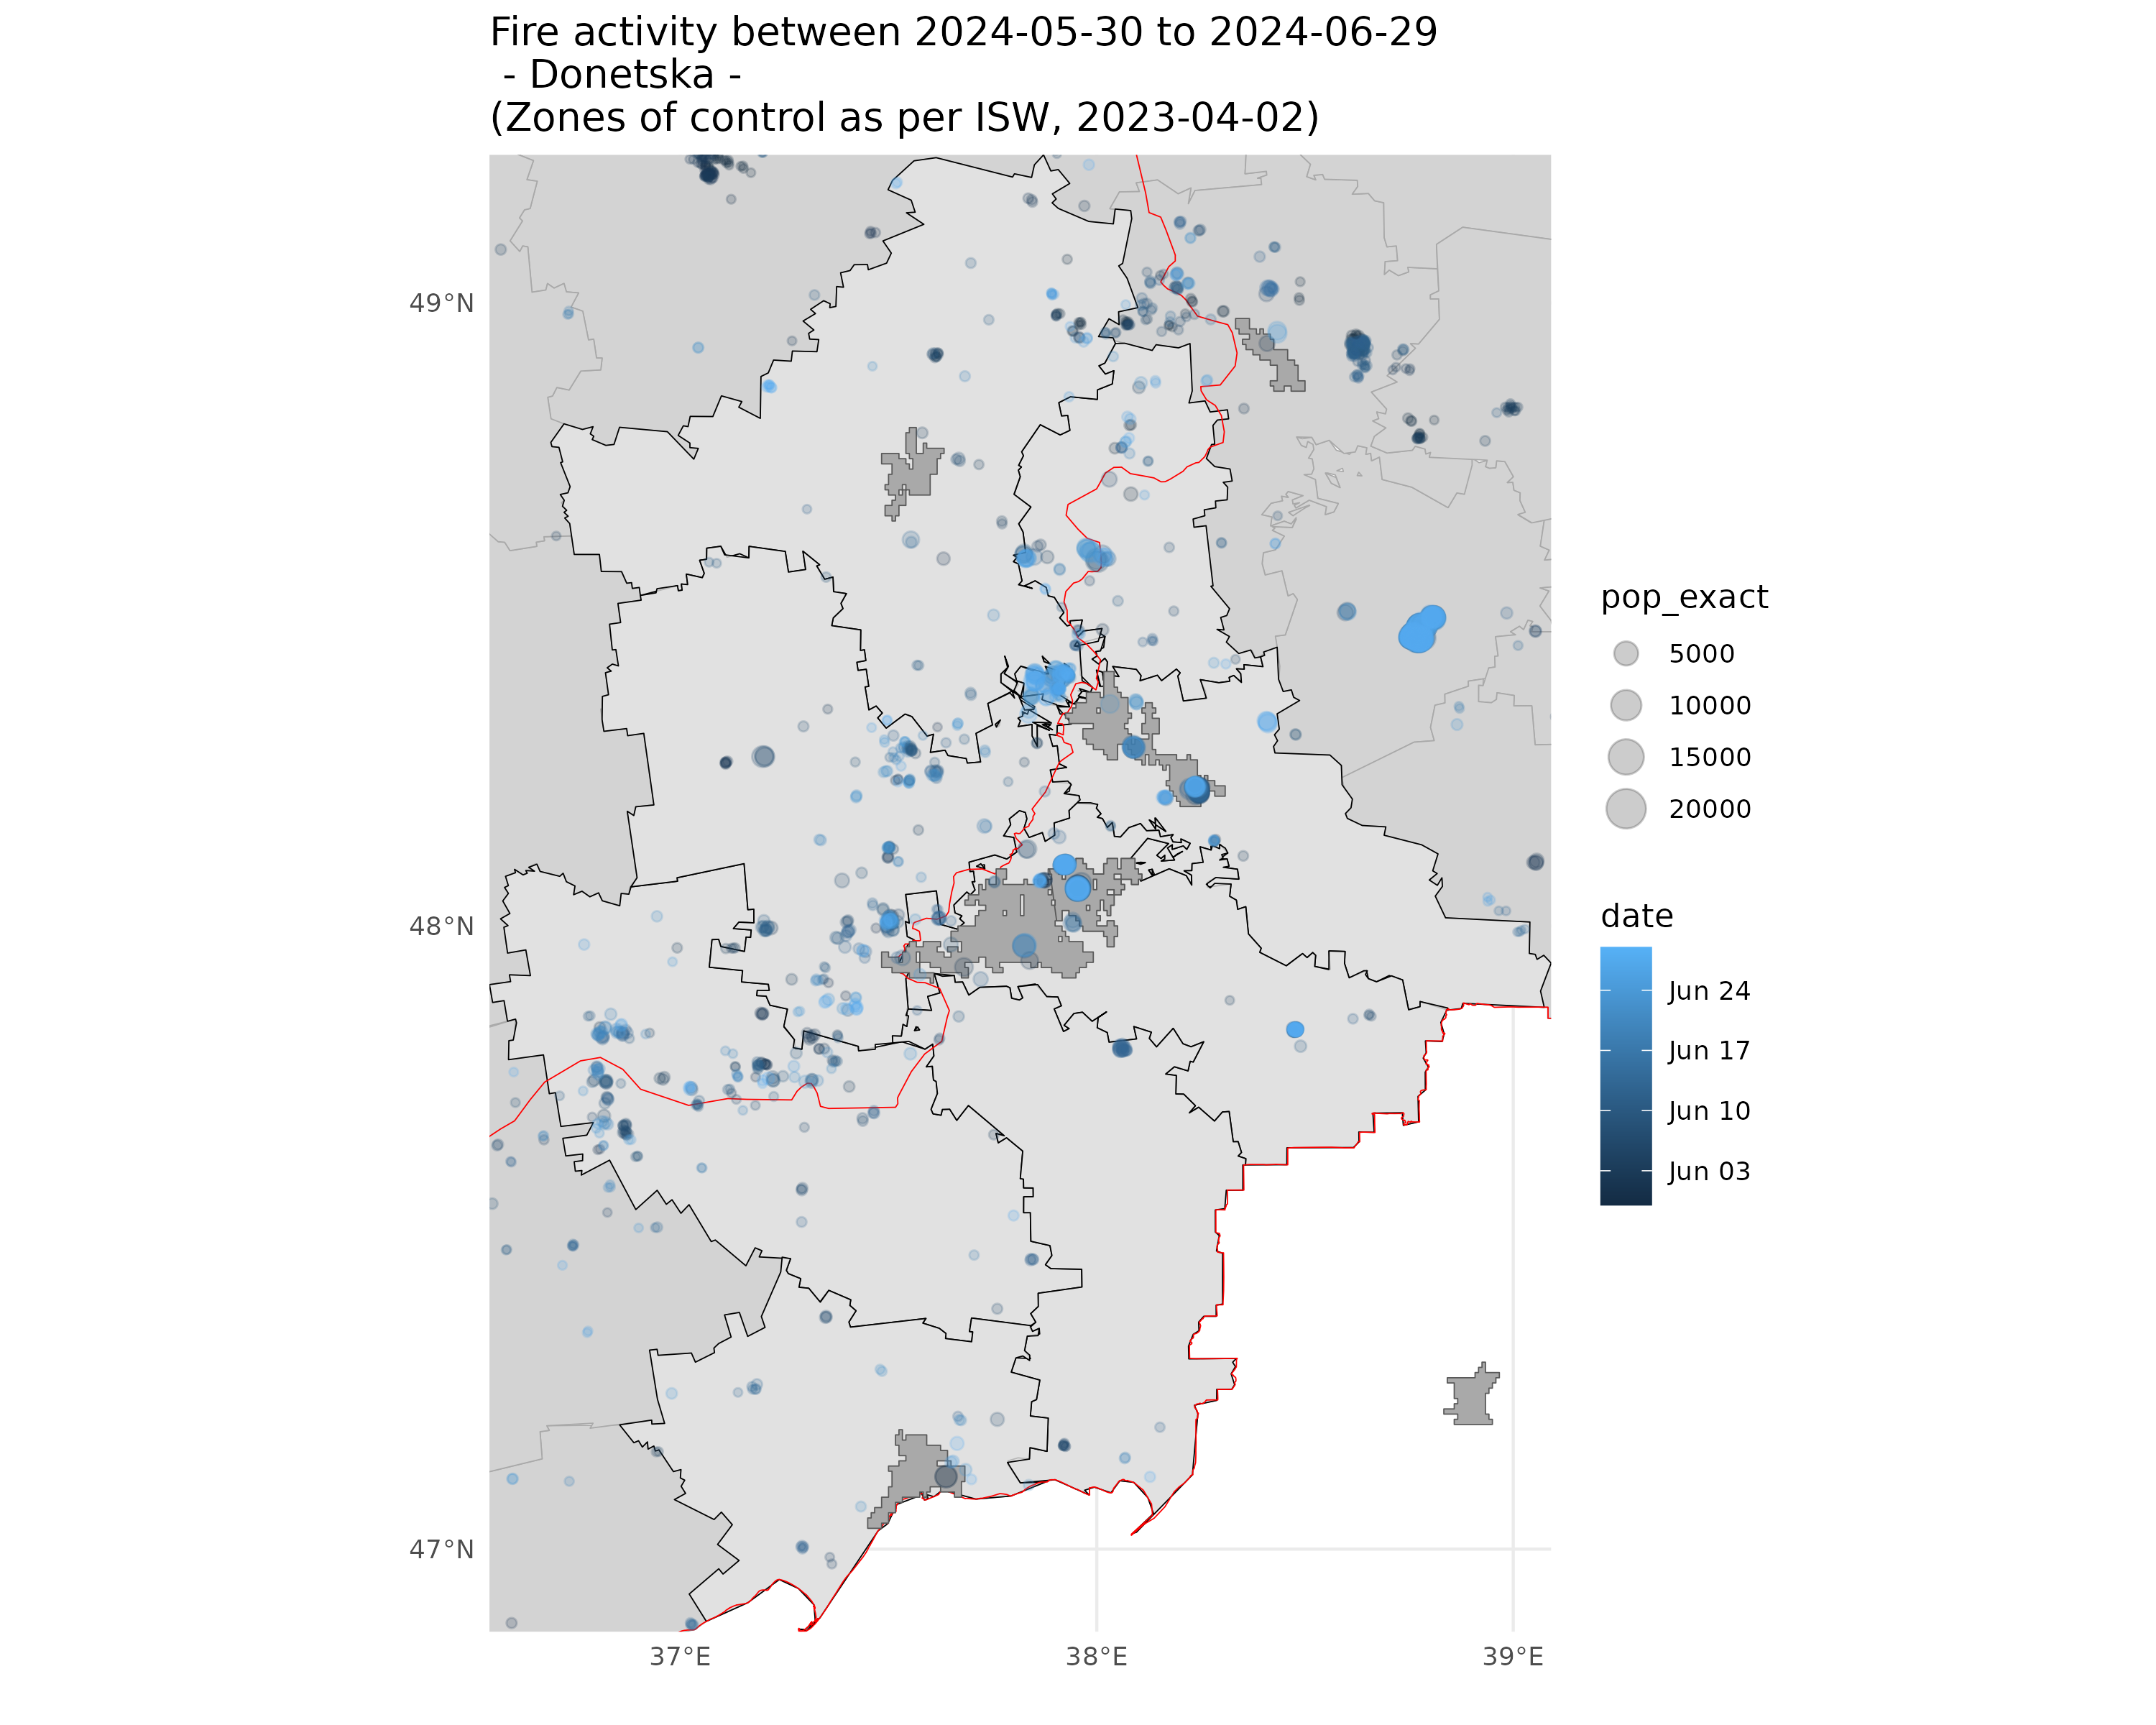 Fire activity between 2024-05-30 to 2024-06-29
- Donetska -
(Zones of control as per ISW, 2023-04-02)
49°N
48°N
47°N
37°E
38°E
39°E
pop_exact
5000
10000
15000
20000
date
Jun 24
Jun 17
Jun 10
Jun 03